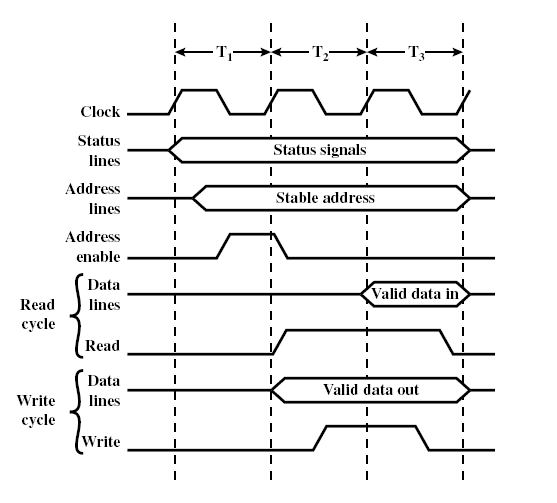 T1
T2
T3
Clock
Status
lines
Status signals
Address
lines
Stable address
Address
enable
Read
cycle
Data
lines
Valid data in
Read
Write
cycle
Data
lines
Valid data out
Write